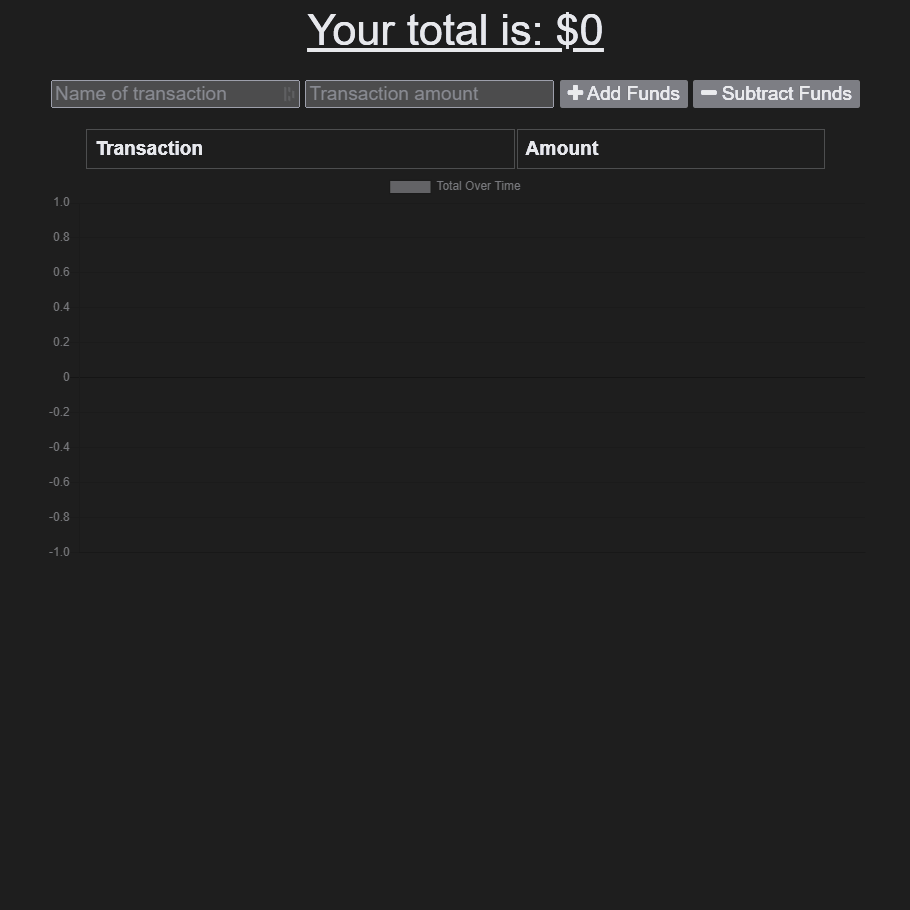 Your total is: $0
Name of transaction Transaction amount Add Funds Subtract Funds
Transaction Amount
Total Over Time
1.0
0.8
0.6
0.4
0.2
0
-0.2
-0.4
-0.6
-0.8
-1.0